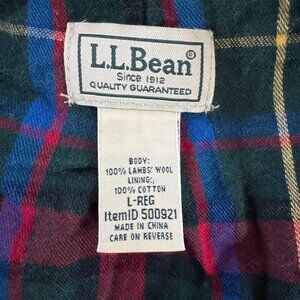 L.L.Bean®
Since 1912
QUALITY GUARANTEED
BODY:
100% LAMBS' WOOL
LINING:
100% COTTON
L-REG
ItemID 500921
MADE IN CHINA
CARE ON REVERSE